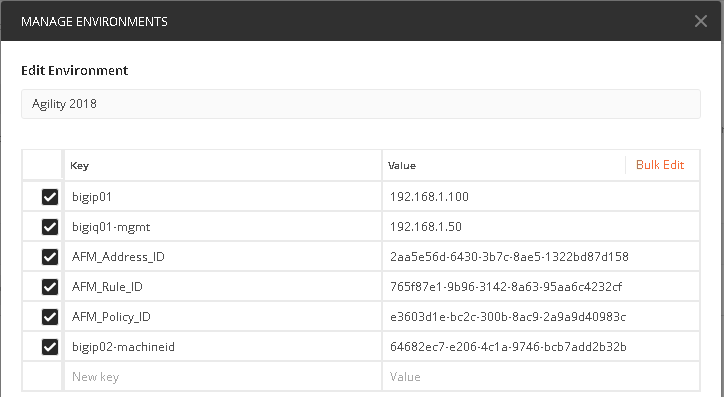 MANAGE ENVIRONMENTS
Edit Environment
Agility 2018
Key Value Bulk Edit
bigip01 192.168.1.100
bigiq01-mgmt 192.168.1.50
AFM_Address_ID 2aa5e56d-6430-3b7c-8ae5-1322bd87d158
AFM_Rule_ID 765f87e1-9b96-3142-8a63-95aa6c4232cf
AFM_Policy_ID e3603d1e-bc2c-300b-8ac9-2a9a9d40983c
bigip02-machineid 64682ec7-e206-4c1a-9746-bcb7add2b32b
New key Value